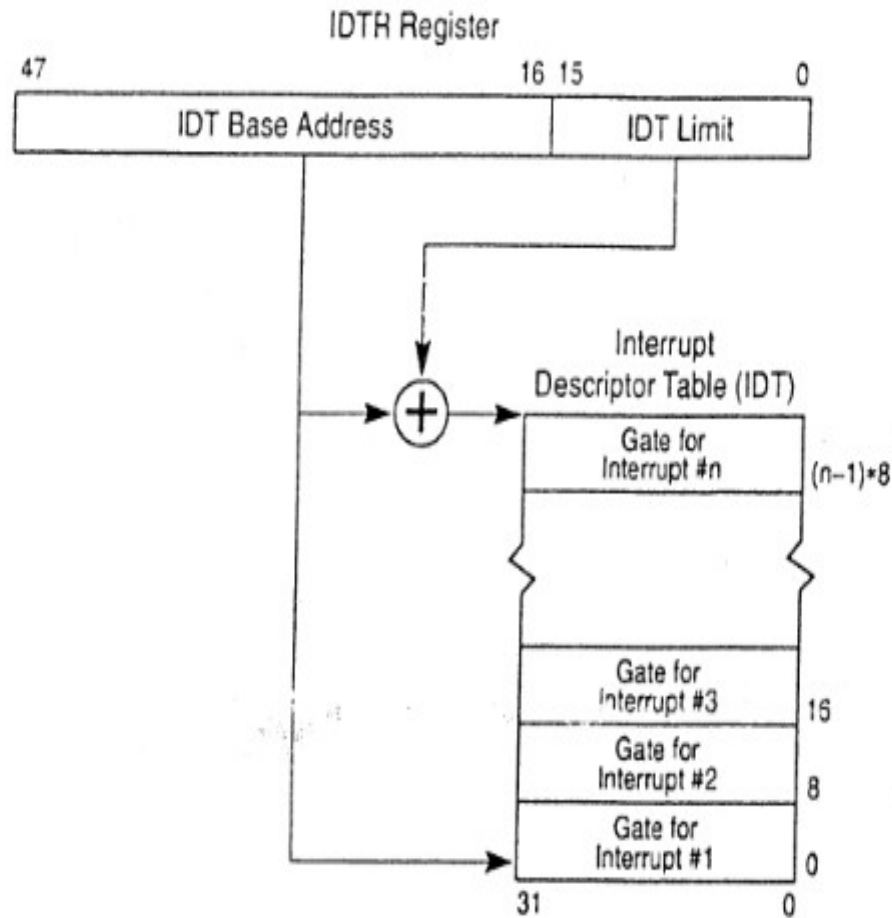 IDTR Register
47 16 15 0
IDT Base Address IDT Limit
Interrupt
Descriptor Table (IDT)
+
Gate for
Interrupt #n
(n–1)*8
Gate for
Interrupt #3
16
Gate for
Interrupt #2
8
Gate for
Interrupt #1
0
31 0